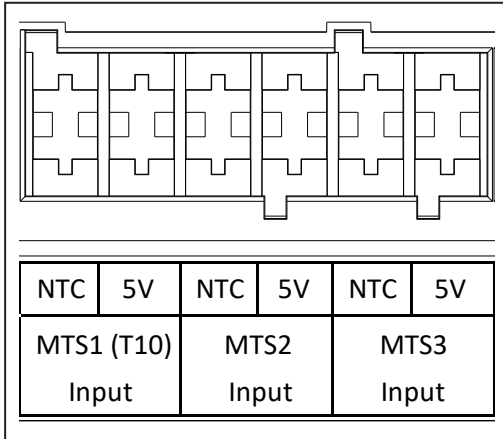 NTC 5V NTC 5V NTC 5V
MTS1 (T10) MTS2 MTS3
Input Input Input